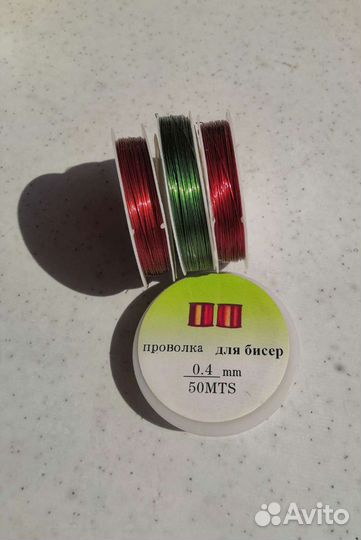 проволка для бисер
0.4 mm
50MTS
Avito